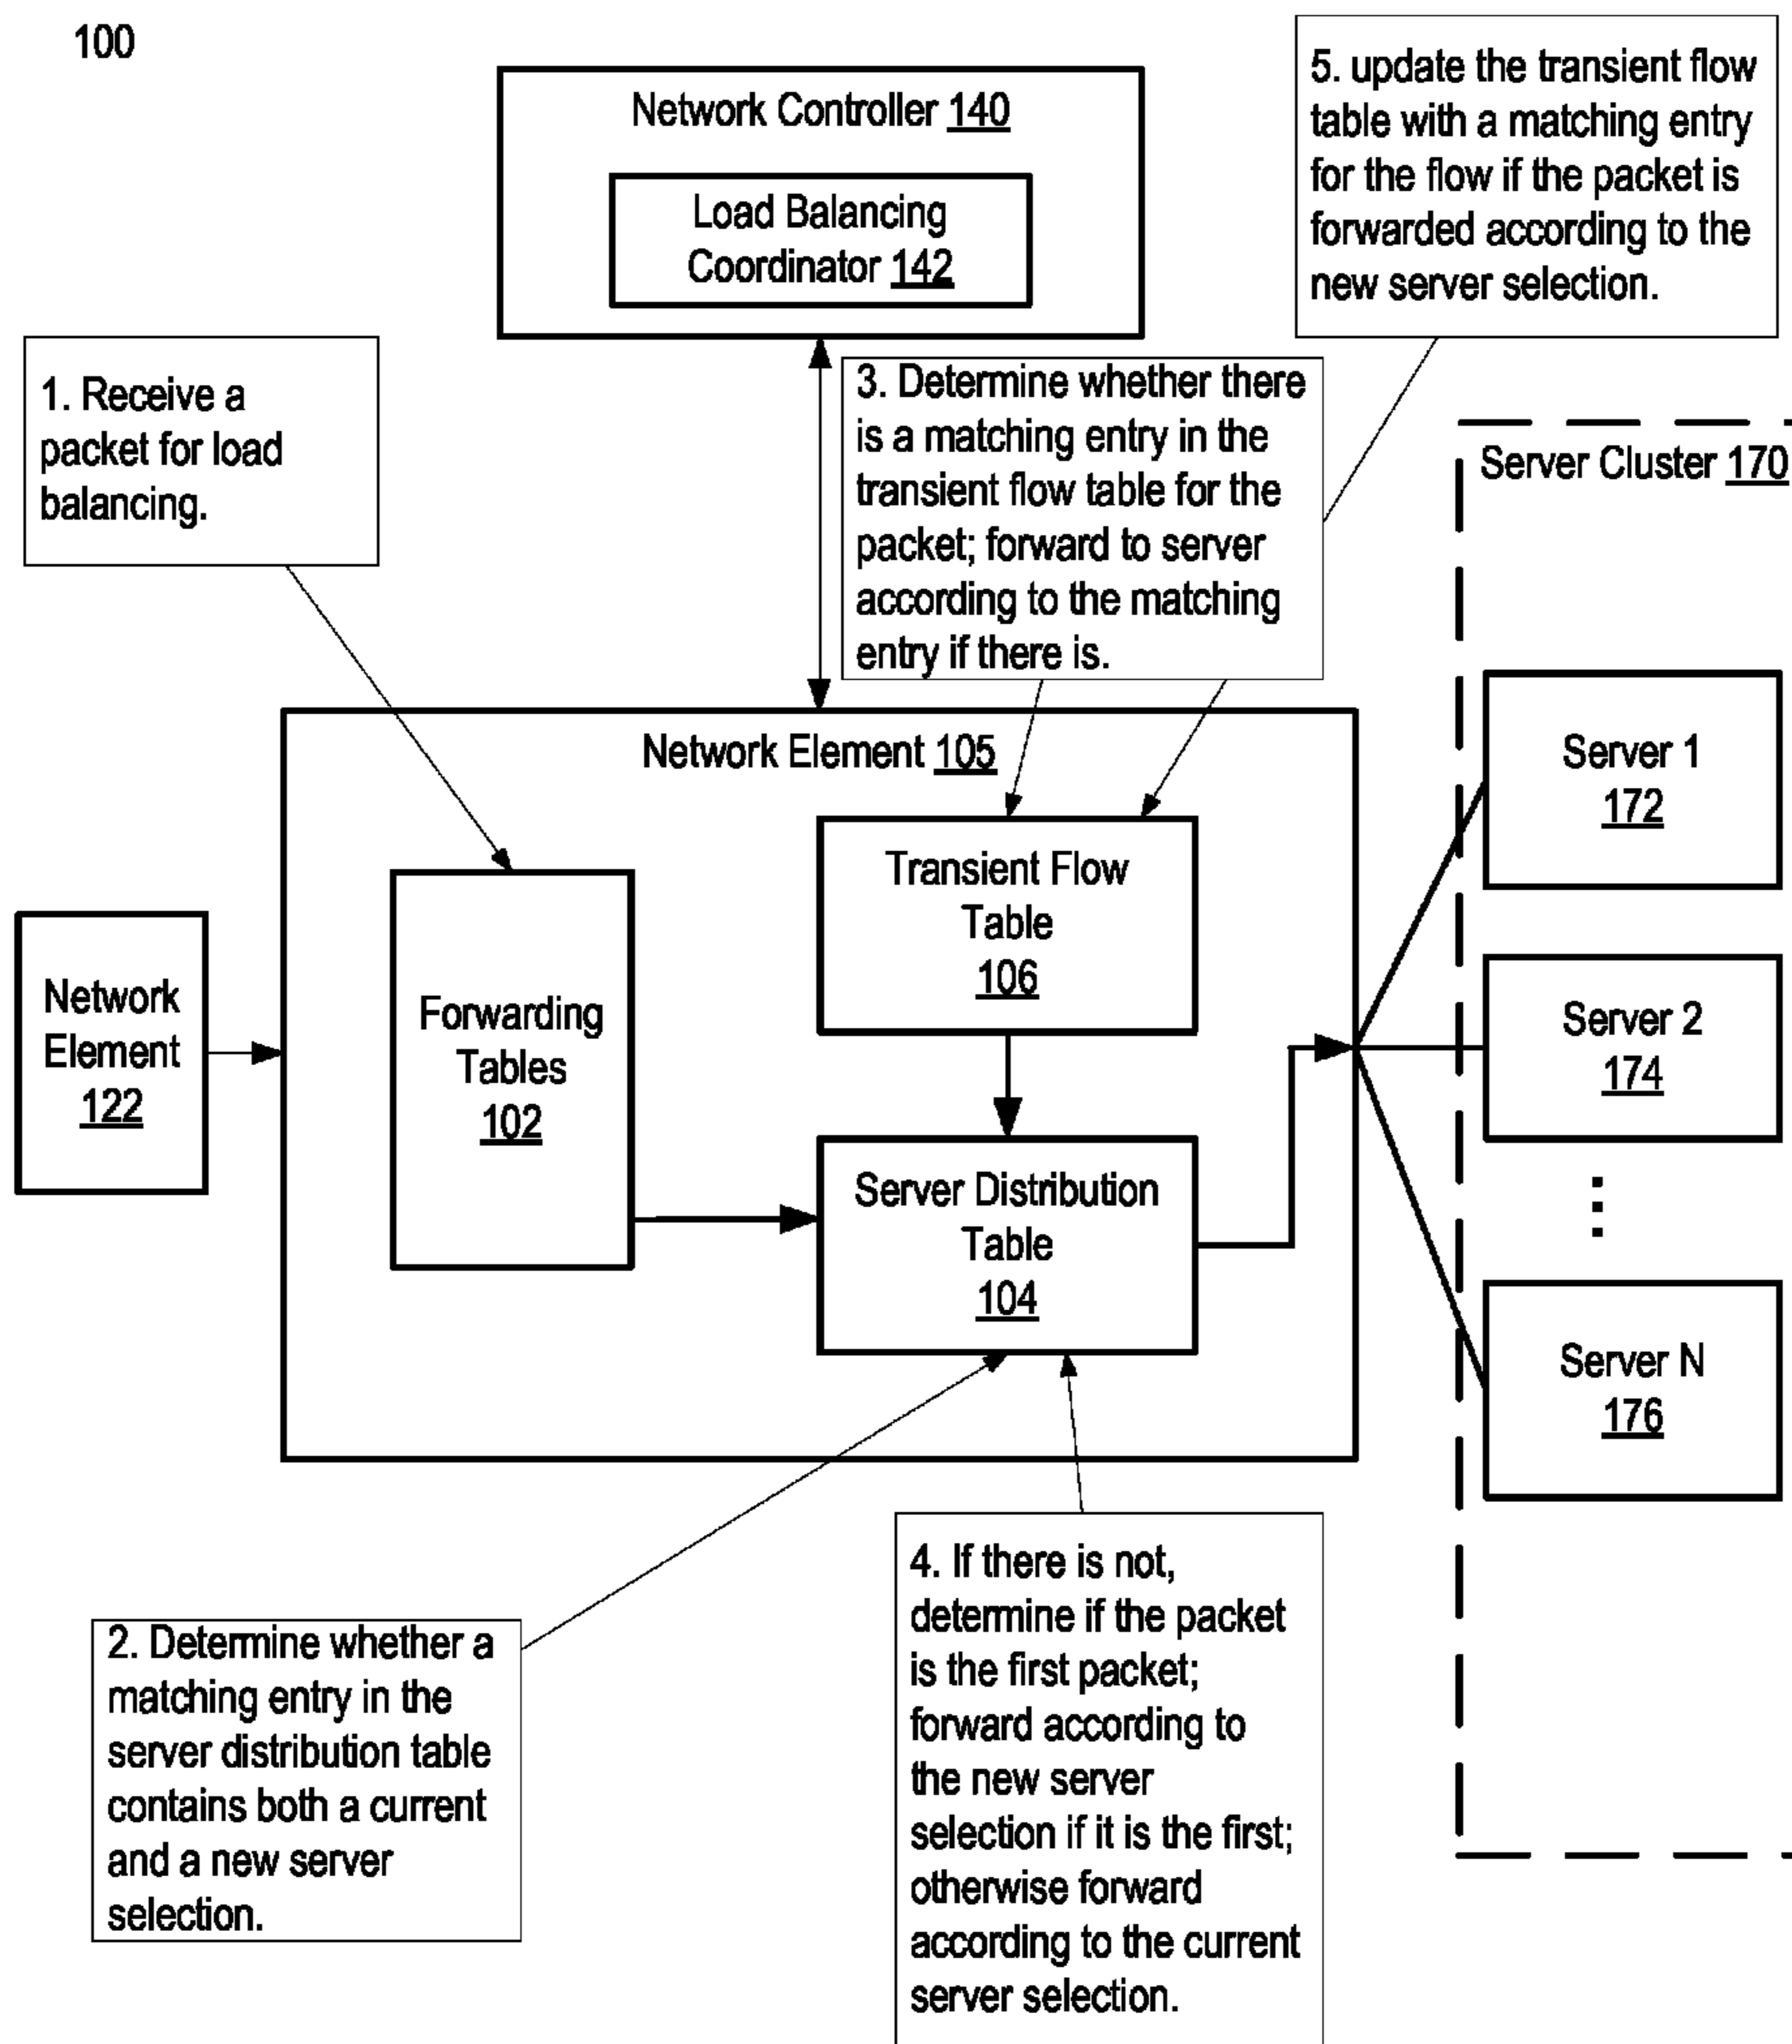 100
Network Controller 140
Load Balancing
Coordinator 142
5. update the transient flow
table with a matching entry
for the flow if the packet is
forwarded according to the
new server selection.
1. Receive a
packet for load
balancing.
3. Determine whether there
is a matching entry in the
transient flow table for the
packet; forward to server
according to the matching
entry if there is.
Server Cluster 170
Network Element 105
Server 1
172
Transient Flow
Table
106
Network
Element
122
Forwarding
Tables
102
Server 2
174
Server Distribution
Table
104
Server N
176
2. Determine whether a
matching entry in the
server distribution table
contains both a current
and a new server
selection.
4. If there is not,
determine if the packet
is the first packet;
forward according to
the new server
selection if it is the first;
otherwise forward
according to the current
server selection.